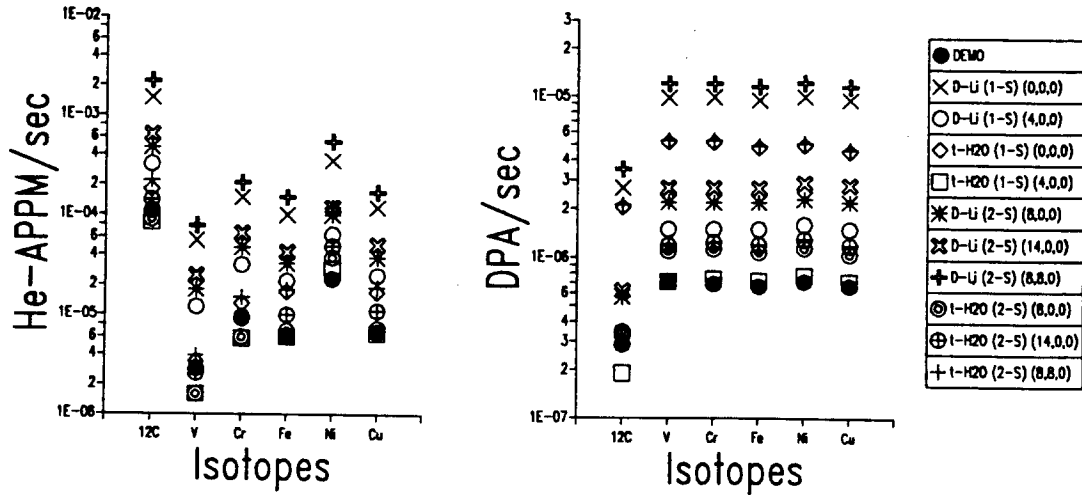 He-APPM/sec
1E-02
6
4
2
1E-03
6
4
2
1E-04
6
4
2
1E-05
6
4
2
1E-06
12C V Cr Fe Ni Cu
Isotopes
DPA/sec
3
2
1E-05
6
4
3
2
1E-06
6
4
3
2
1E-07
12C V Cr Fe Ni Cu
Isotopes
DEMO
D-Li (1-S) (0,0,0)
D-Li (1-S) (4,0,0)
t-H2O (1-S) (0,0,0)
t-H2O (1-S) (4,0,0)
D-Li (2-S) (8,0,0)
D-Li (2-S) (14,0,0)
D-Li (2-S) (8,8,0)
t-H2O (2-S) (8,0,0)
t-H2O (2-S) (14,0,0)
t-H2O (2-S) (8,8,0)